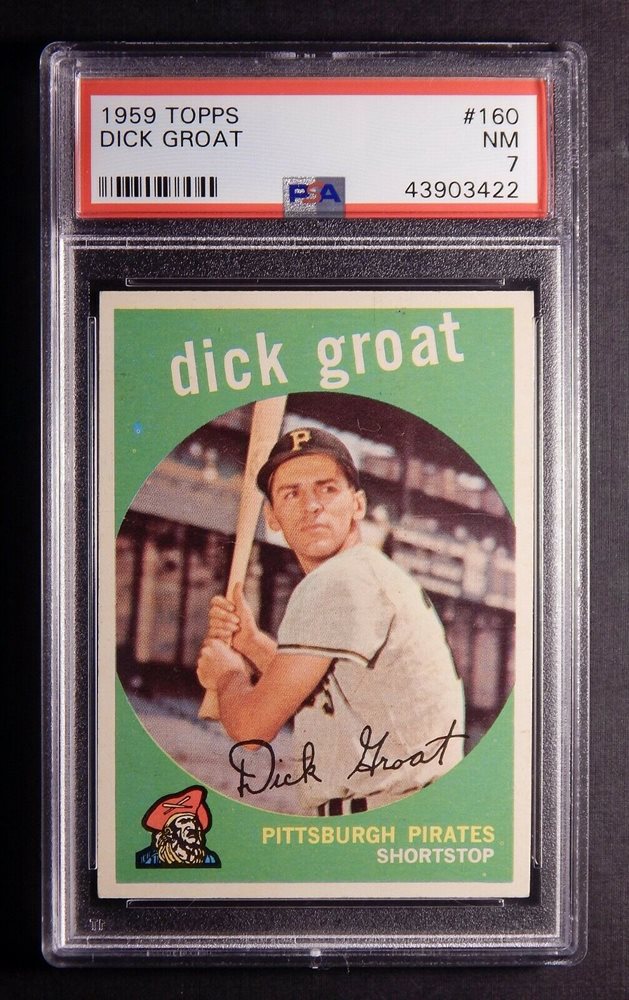 1959 TOPPS #160
DICK GROAT NM
7
PSA 43903422
dick groat
P
Dick Groat
PITTSBURGH PIRATES
SHORTSTOP